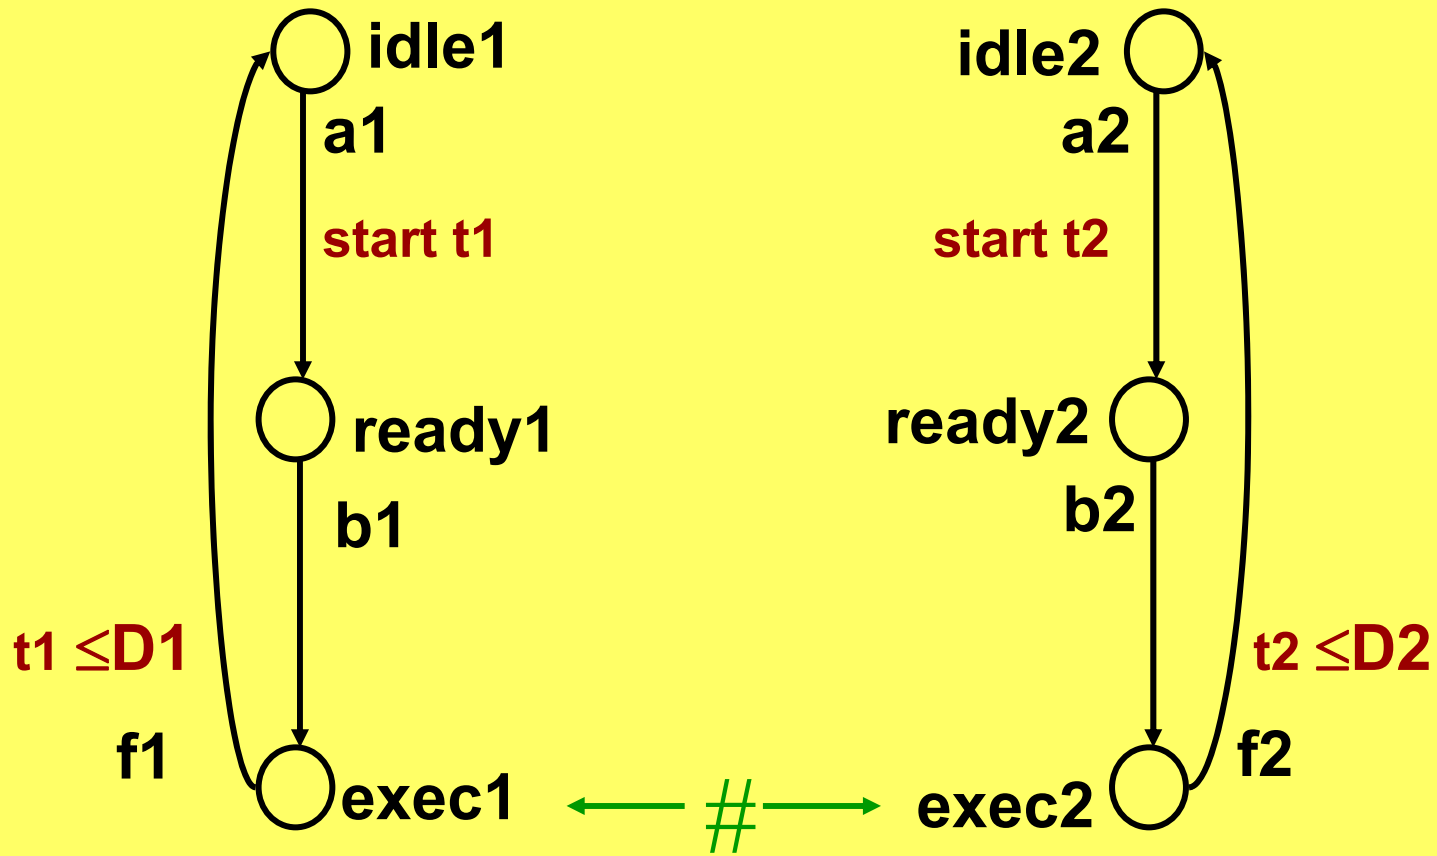 idle1
a1
start t1
ready1
b1
t1 ≤D1
f1
exec1
#
idle2
a2
start t2
ready2
b2
t2 ≤D2
f2
exec2